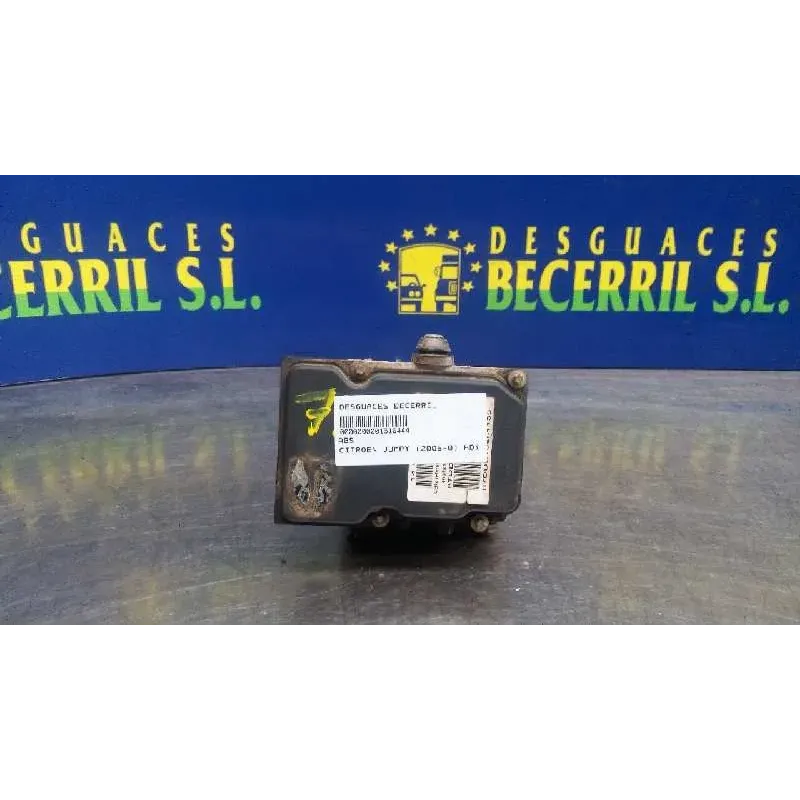 GUACES
BECERRIL S.L.
DESGUACES
BECERRIL S.L.
DESGUACES BECERRIL
ABS
CITROEN JUMPY (2006-0) HDI